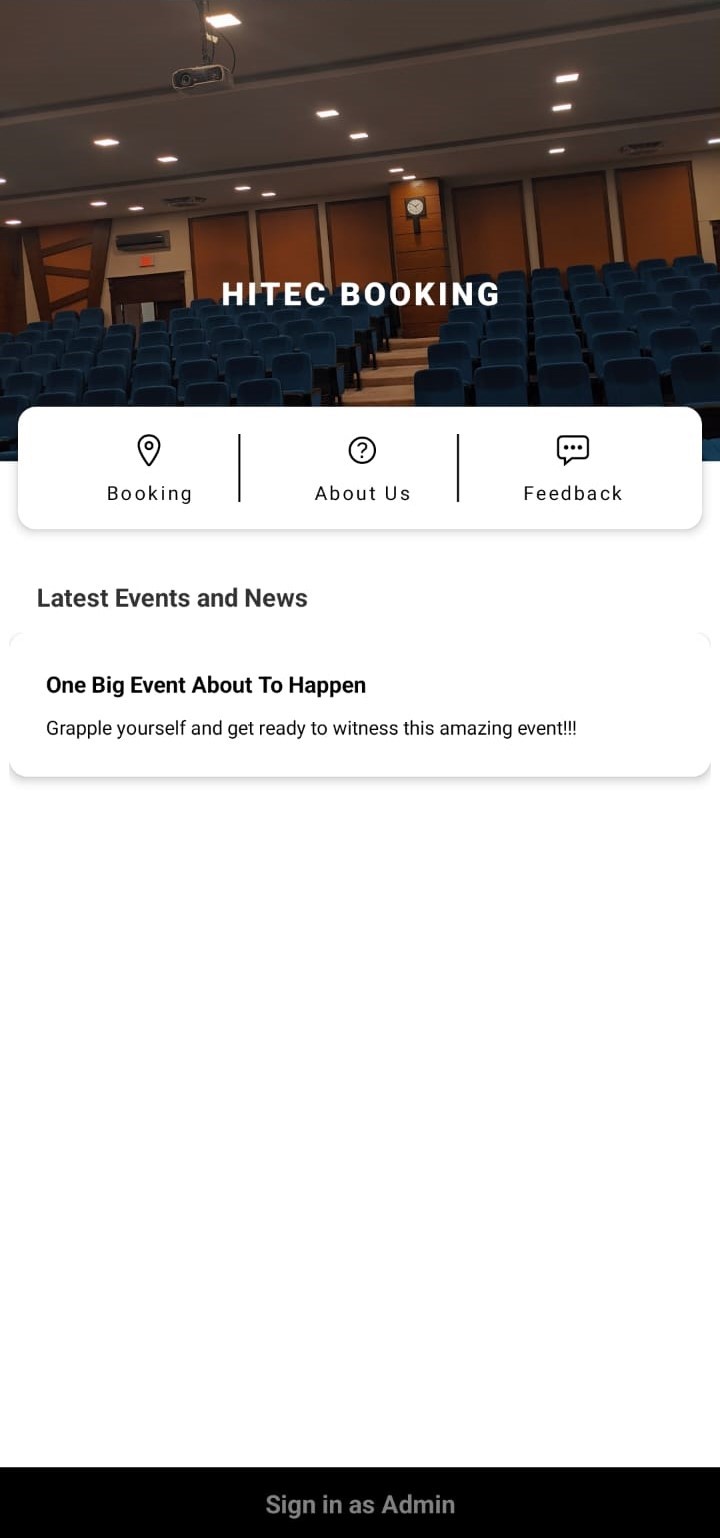 HITEC BOOKING
Booking
About Us
Feedback
Latest Events and News
One Big Event About To Happen
Grapple yourself and get ready to witness this amazing event!!!
Sign in as Admin